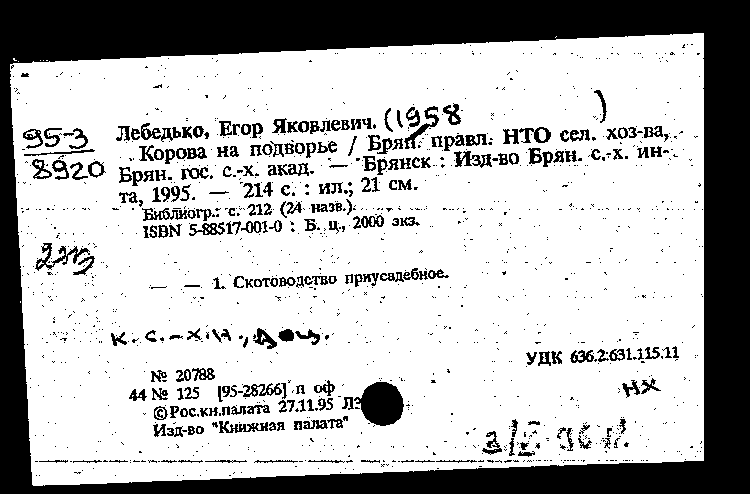 95-3
8920
Лебедько, Егор Яковлевич. (1958 )
Корова на подворье / Брян. правл. НТО сел. хоз-ва,
Брян. гос. с.-х. акад. — Брянск : Изд-во Брян. с.-х. ин-
та, 1995. — 214 с. : ил.; 21 см.
Библиогр.: с. 212 (24 назв.).
ISBN 5-88517-001-0 : Б. ц., 2000 экз.
— — 1. Скотоводство приусадебное.
к. с.-х.н., доц.
УДК 636.2:631.115.11
№ 20788
44 № 125 [95-28266] п оф
нх
© Рос.кн.палата 27.11.95
Изд-во "Книжная палата"